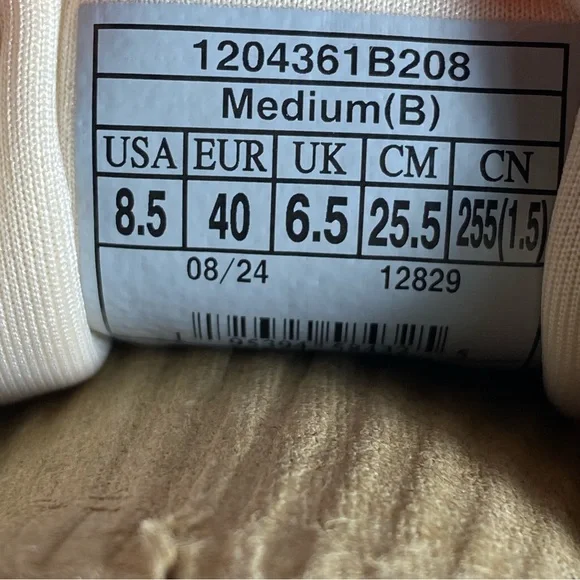 1204361B208
Medium(B)
USA EUR UK CM CN
8.5 40 6.5 25.5 255(1.5)
08/24 12829